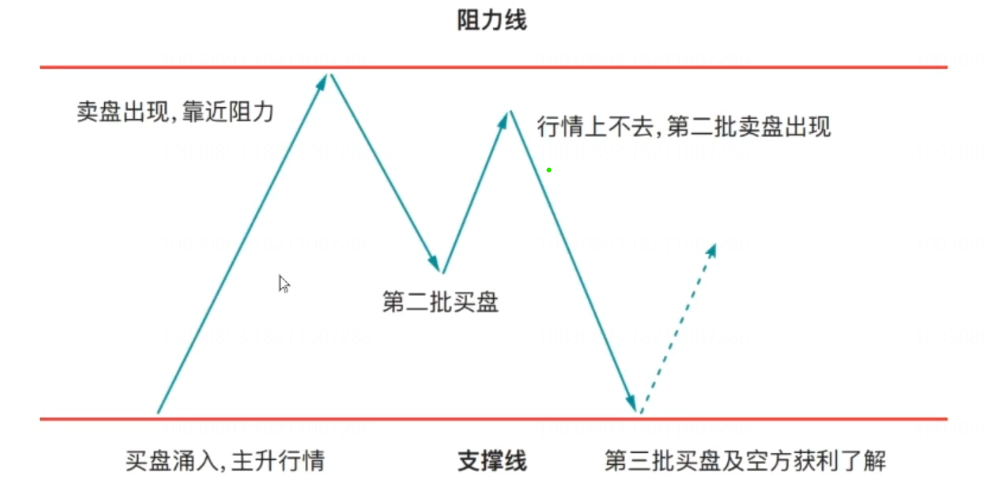 阻力线
卖盘出现,靠近阻力
行情上不去,第二批卖盘出现
第二批买盘
买盘涌入,主升行情
支撑线
第三批买盘及空方获利了解